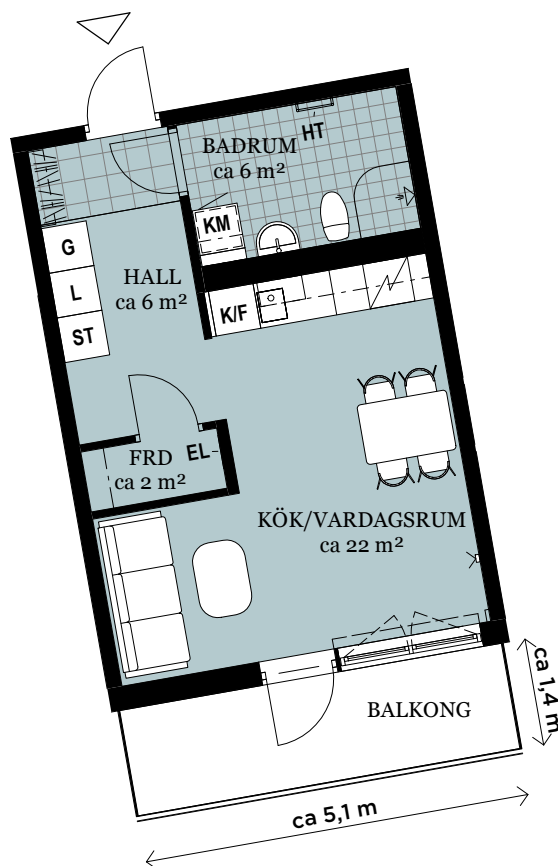 HT
BADRUM
ca 6 m²
KM
G
L
ST
HALL
ca 6 m²
K/F
FRD
ca 2 m²
EL
KÖK/VARDAGSRUM
ca 22 m²
BALKONG
ca 1,4 m
ca 5,1 m